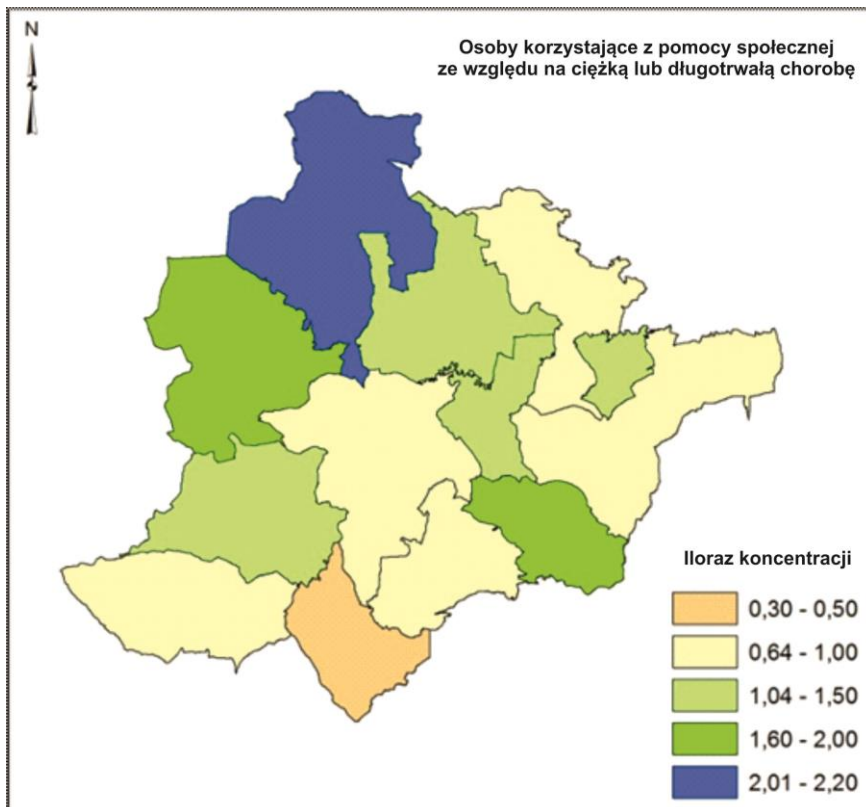 N
Osoby korzystające z pomocy społecznej
ze względu na ciężką lub długotrwałą chorobę
Iloraz koncentracji
0,30 - 0,50
0,64 - 1,00
1,04 - 1,50
1,60 - 2,00
2,01 - 2,20